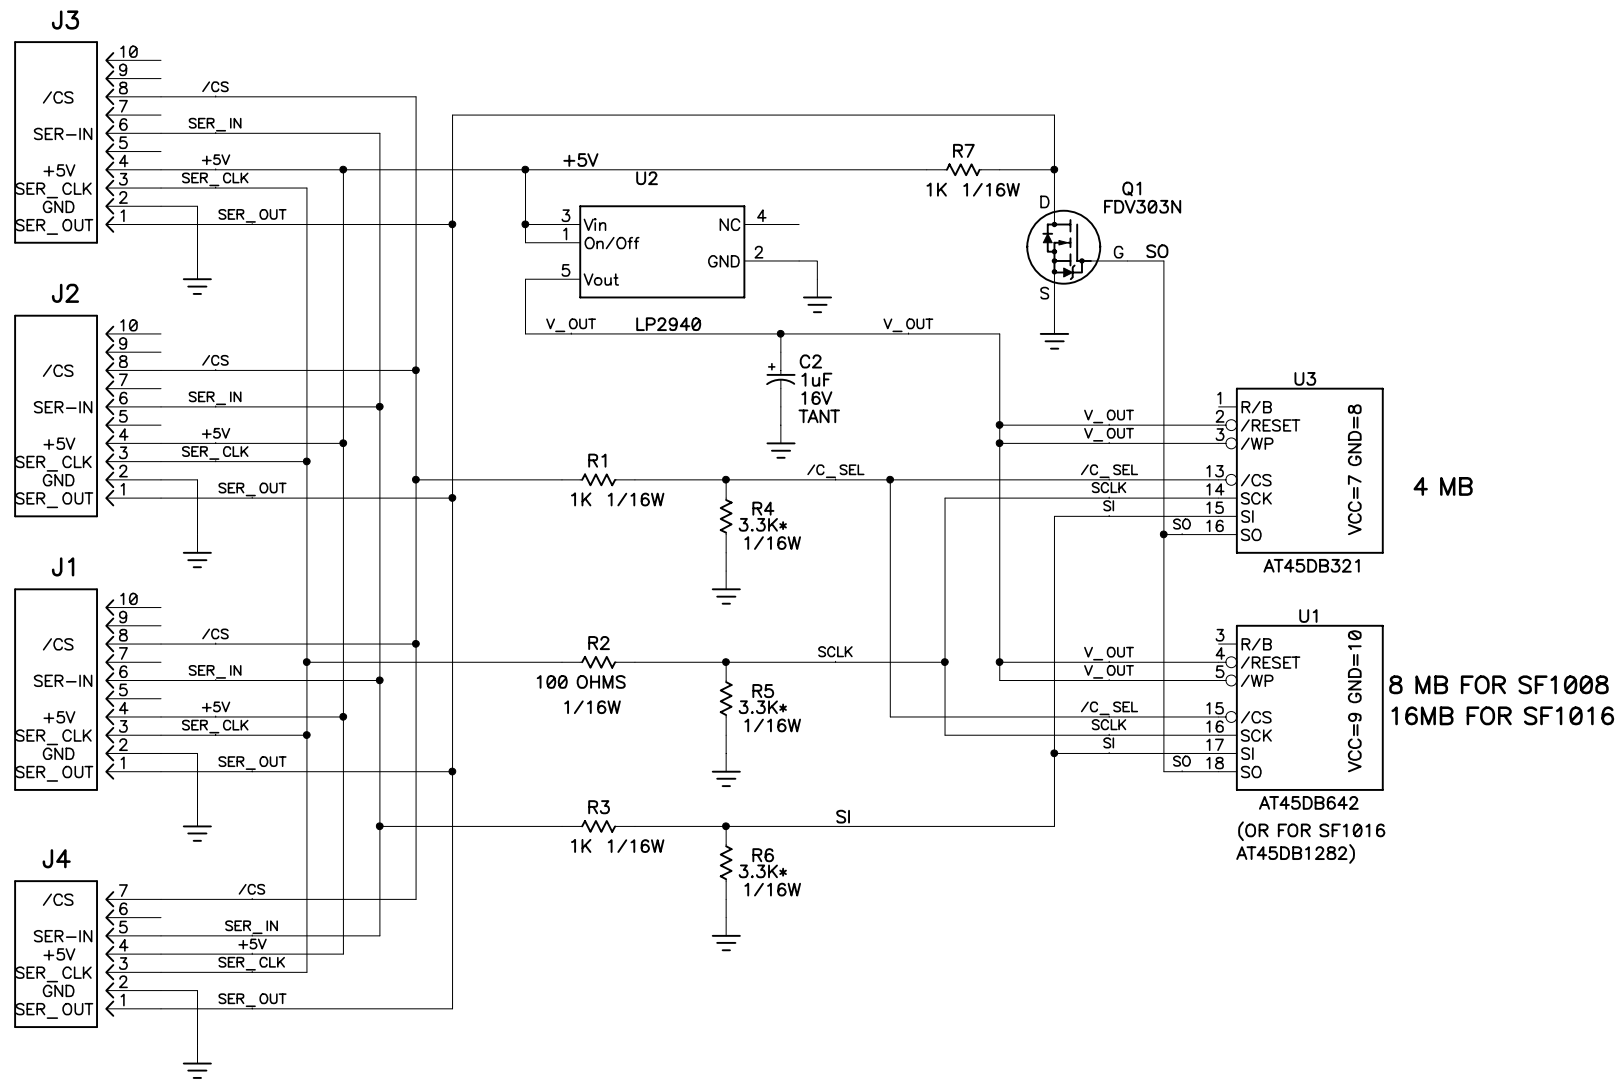 J3
10
9
8
7
6
5
4
3
2
1
/CS
SER-IN
+5V
SER_CLK
GND
SER_OUT
/CS
SER_IN
+5V
SER_CLK
SER_OUT
J2
10
9
8
7
6
5
4
3
2
1
/CS
SER-IN
+5V
SER_CLK
GND
SER_OUT
/CS
SER_IN
+5V
SER_CLK
SER_OUT
J1
10
9
8
7
6
5
4
3
2
1
/CS
SER-IN
+5V
SER_CLK
GND
SER_OUT
/CS
SER_IN
+5V
SER_CLK
SER_OUT
J4
7
6
5
4
3
2
1
/CS
SER-IN
+5V
SER_CLK
GND
SER_OUT
/CS
SER_IN
+5V
SER_CLK
SER_OUT
+5V
U2
3
1
5
Vin
On/Off
Vout
NC
GND
4
2
LP2940
V_OUT
V_OUT
+
C2
1uF
16V
TANT
R7
1K 1/16W
Q1
FDV303N
D
G
S
SO
R1
1K 1/16W
/C_SEL
R4
3.3K*
1/16W
R2
100 OHMS
1/16W
SCLK
R5
3.3K*
1/16W
R3
1K 1/16W
SI
R6
3.3K*
1/16W
U3
1 R/B
V_OUT 2 /RESET
V_OUT 3 /WP
/C_SEL 13 /CS
SCLK 14 SCK
SI 15 SI
SO 16 SO
VCC=7 GND=8
AT45DB321
4 MB
U1
3 R/B
V_OUT 4 /RESET
V_OUT 5 /WP
/C_SEL 15 /CS
SCLK 16 SCK
SI 17 SI
SO 18 SO
VCC=9 GND=10
8 MB FOR SF1008
16MB FOR SF1016
AT45DB642
(OR FOR SF1016
AT45DB1282)